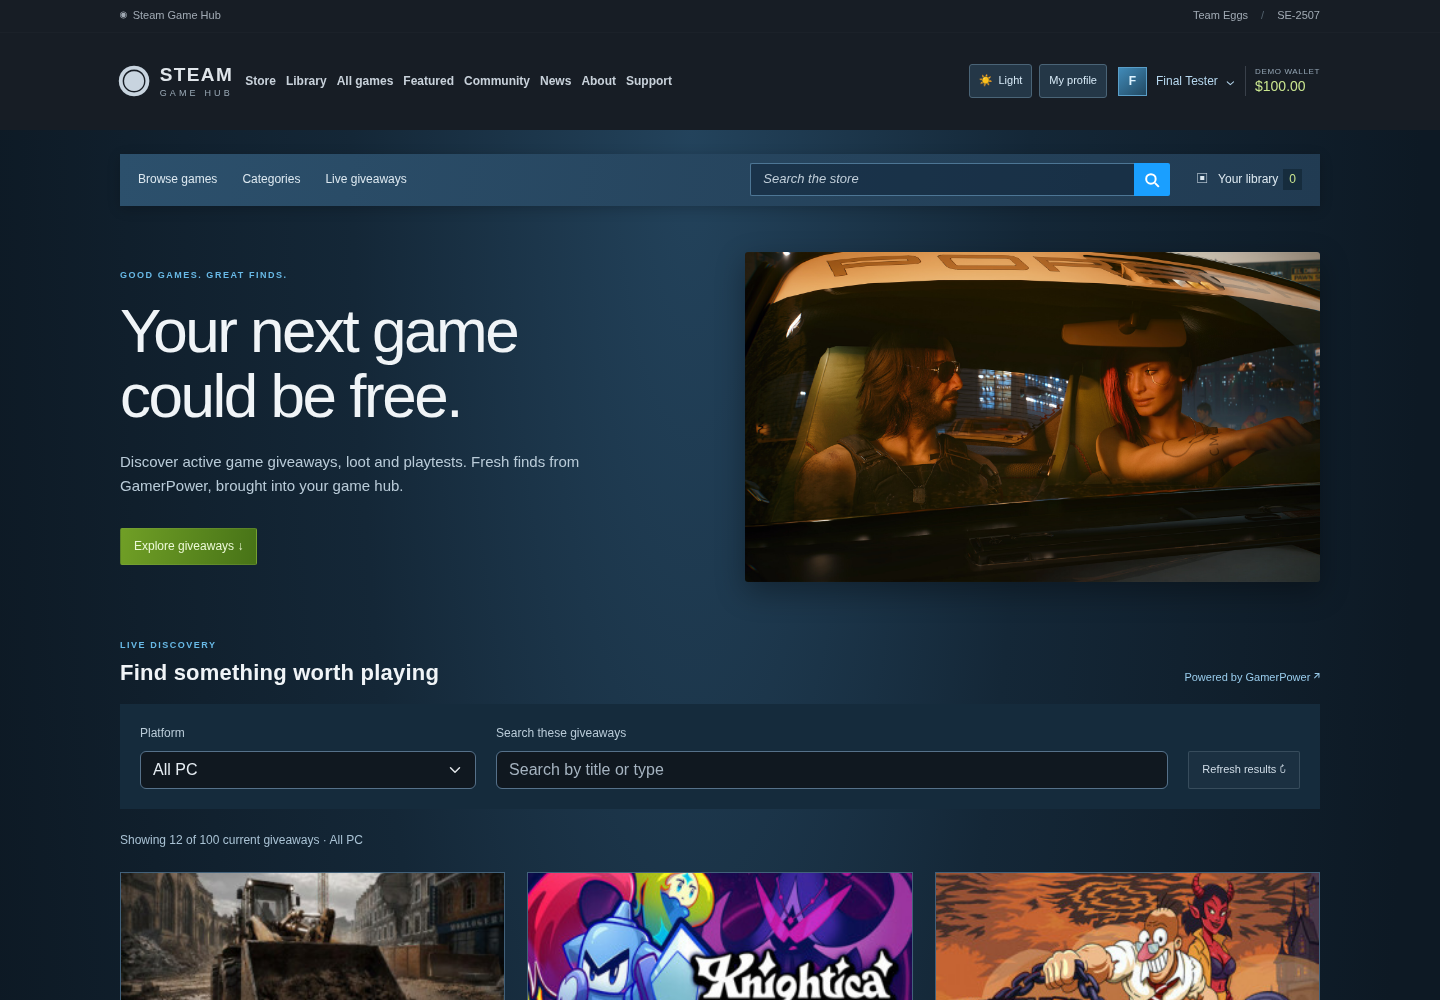 Steam Game Hub
Team Eggs / SE-2507
STEAM
GAME HUB
Store Library All games Featured Community News About Support
Light
My profile
F
Final Tester
DEMO WALLET
$100.00
Browse games Categories Live giveaways
Search the store
Your library 0
GOOD GAMES. GREAT FINDS.
Your next game
could be free.
Discover active game giveaways, loot and playtests. Fresh finds from
GamerPower, brought into your game hub.
Explore giveaways ↓
LIVE DISCOVERY
Find something worth playing
Powered by GamerPower ↗
Platform
Search these giveaways
All PC
Search by title or type
Refresh results ↻
Showing 12 of 100 current giveaways · All PC
Knightica